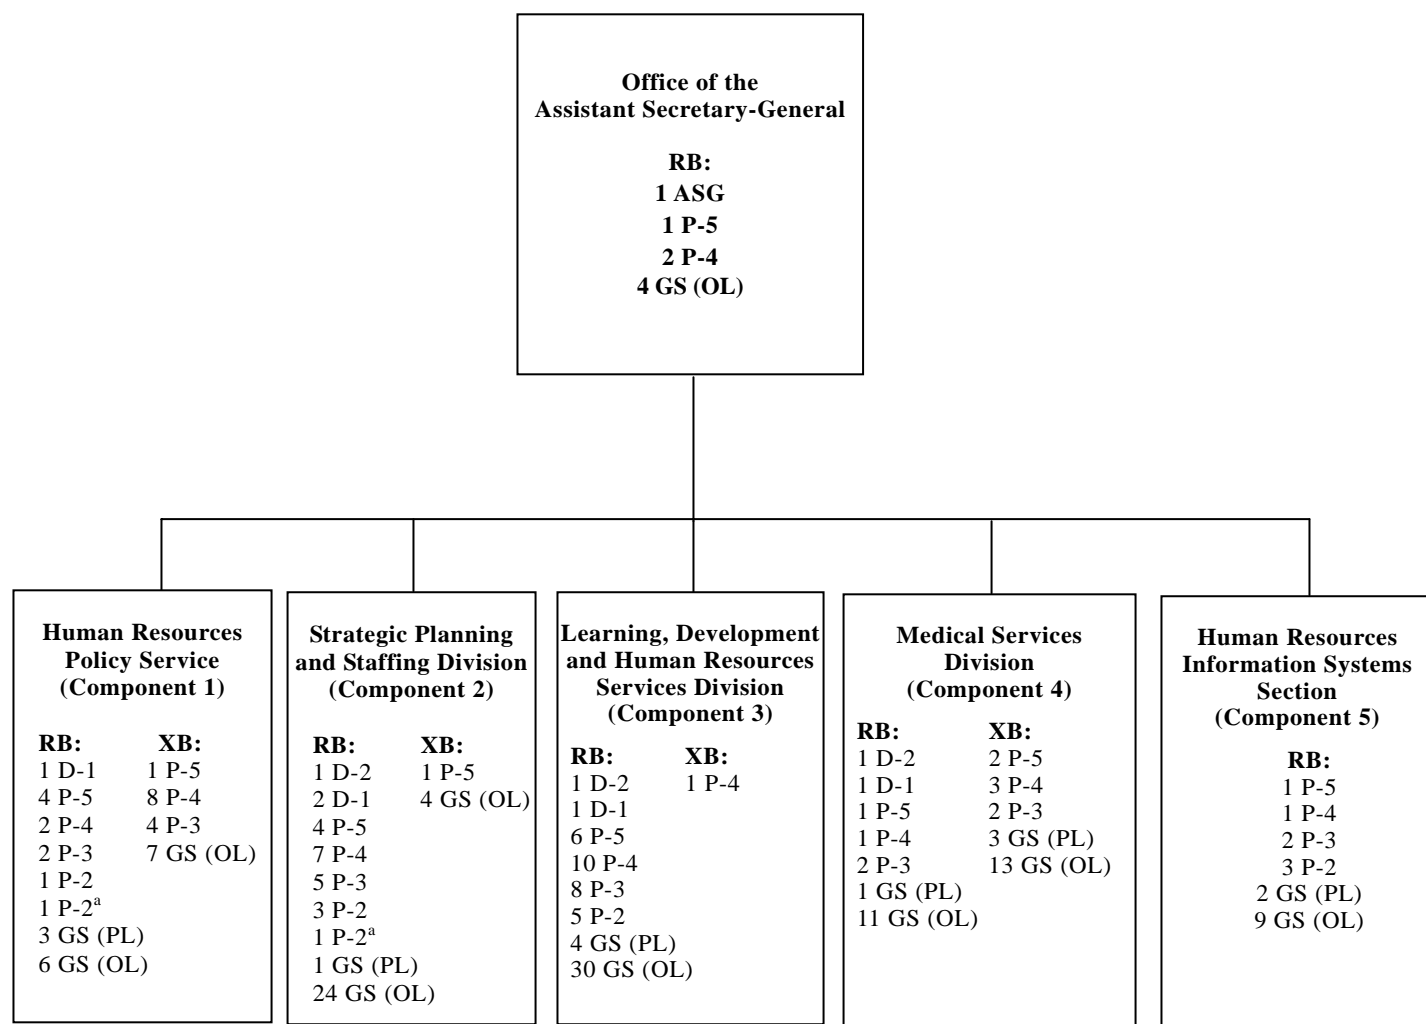 Office of the
Assistant Secretary-General
RB:
1 ASG
1 P-5
2 P-4
4 GS (OL)
Human Resources
Policy Service
(Component 1)
RB: XB:
1 D-1 1 P-5
4 P-5 8 P-4
2 P-4 4 P-3
2 P-3 7 GS (OL)
1 P-2
1 P-2ᵃ
3 GS (PL)
6 GS (OL)
Strategic Planning
and Staffing Division
(Component 2)
RB: XB:
1 D-2 1 P-5
2 D-1 4 GS (OL)
4 P-5
7 P-4
5 P-3
3 P-2
1 P-2ᵃ
1 GS (PL)
24 GS (OL)
Learning, Development
and Human Resources
Services Division
(Component 3)
RB: XB:
1 D-2 1 P-4
1 D-1
6 P-5
10 P-4
8 P-3
5 P-2
4 GS (PL)
30 GS (OL)
Medical Services
Division
(Component 4)
RB: XB:
1 D-2 2 P-5
1 D-1 3 P-4
1 P-5 2 P-3
1 P-4 3 GS (PL)
2 P-3 13 GS (OL)
1 GS (PL)
11 GS (OL)
Human Resources
Information Systems
Section
(Component 5)
RB:
1 P-5
1 P-4
2 P-3
3 P-2
2 GS (PL)
9 GS (OL)